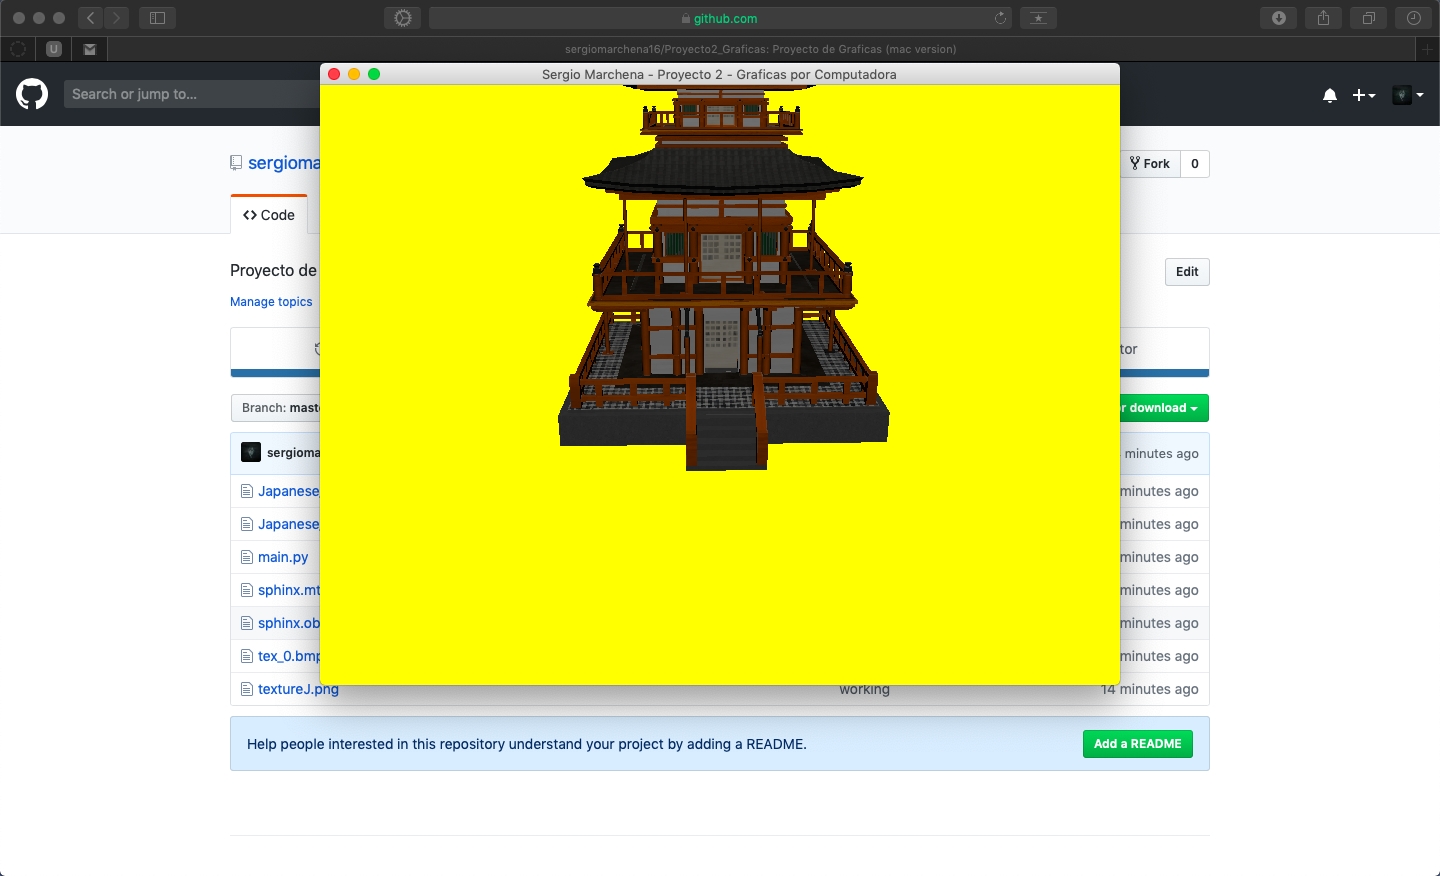 github.com
U
sergiomarchena16/Proyecto2_Graficas: Proyecto de Graficas (mac version)
Sergio Marchena - Proyecto 2 - Graficas por Computadora
Search or jump to...
sergioma
Fork 0
Code
Proyecto de
Edit
Manage topics
tor
Branch: mast
r download
sergioma
minutes ago
Japanese
minutes ago
Japanese
minutes ago
main.py
minutes ago
sphinx.mt
minutes ago
sphinx.ob
minutes ago
tex_0.bmp
minutes ago
textureJ.png working 14 minutes ago
Help people interested in this repository understand your project by adding a README.
Add a README